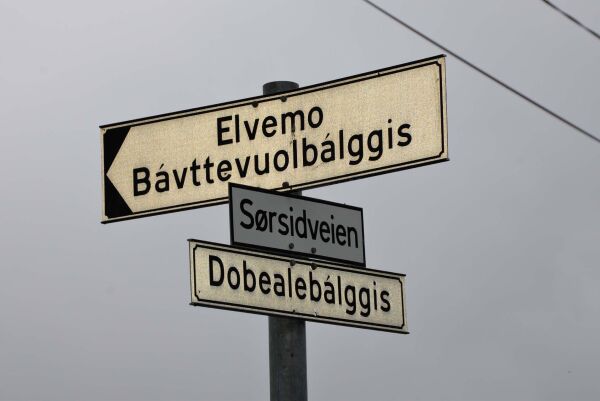 Elvemo
Bávttevuolbálggis
Sørsidveien
Dobealebálggis